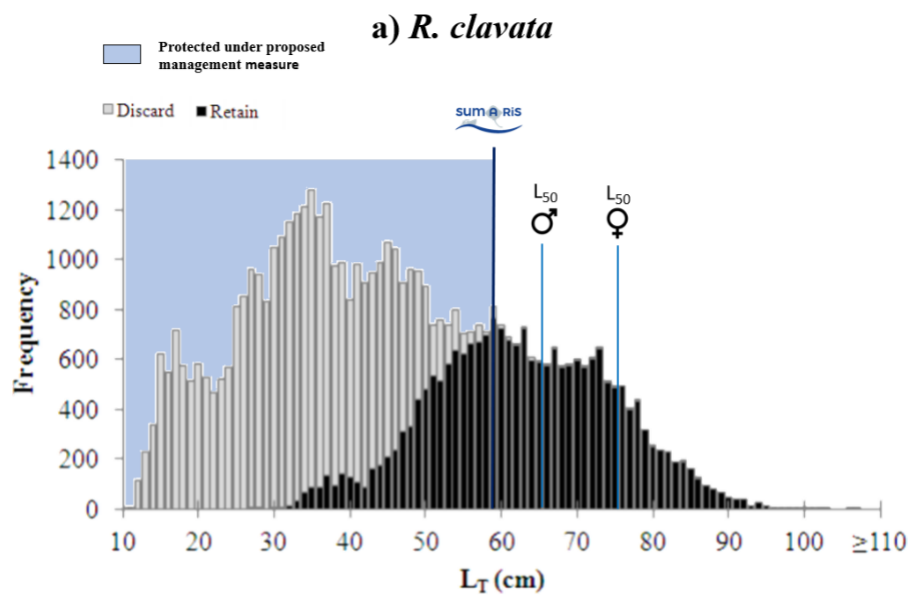 a) R. clavata
Protected under proposed
management measure
Discard Retain
sumARiS
L50 L50
1400
1200
1000
800
600
400
200
0
Frequency
10 20 30 40 50 60 70 80 90 100 ≥110
LT (cm)